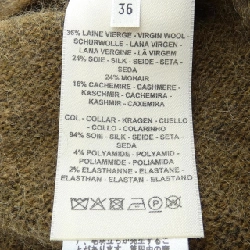 36
36% LAINE VIERGE - VIRGIN WOOL
SCHURWOLLE - LANA VERGINE
LANA VIRGEN - LÃ VIRGEM
24% SOIE - SILK - SEIDE - SETA
SEDA
24% MOHAIR
16% CACHEMIRE - CASHMERE
KASCHMIR - CACHEMIRE
KASHMIR - CAXEMIRA
COL - COLLAR - KRAGEN - CUELLO
COLLO - COLARINHO
94% SOIE - SILK - SEIDE - SETA
SEDA
4% POLYAMIDE - POLYAMID
POLIAMMIDE - POLIAMIDA
2% ELASTHANNE - ELASTANE
ELASTHAN - ELASTAN - ELASTANO